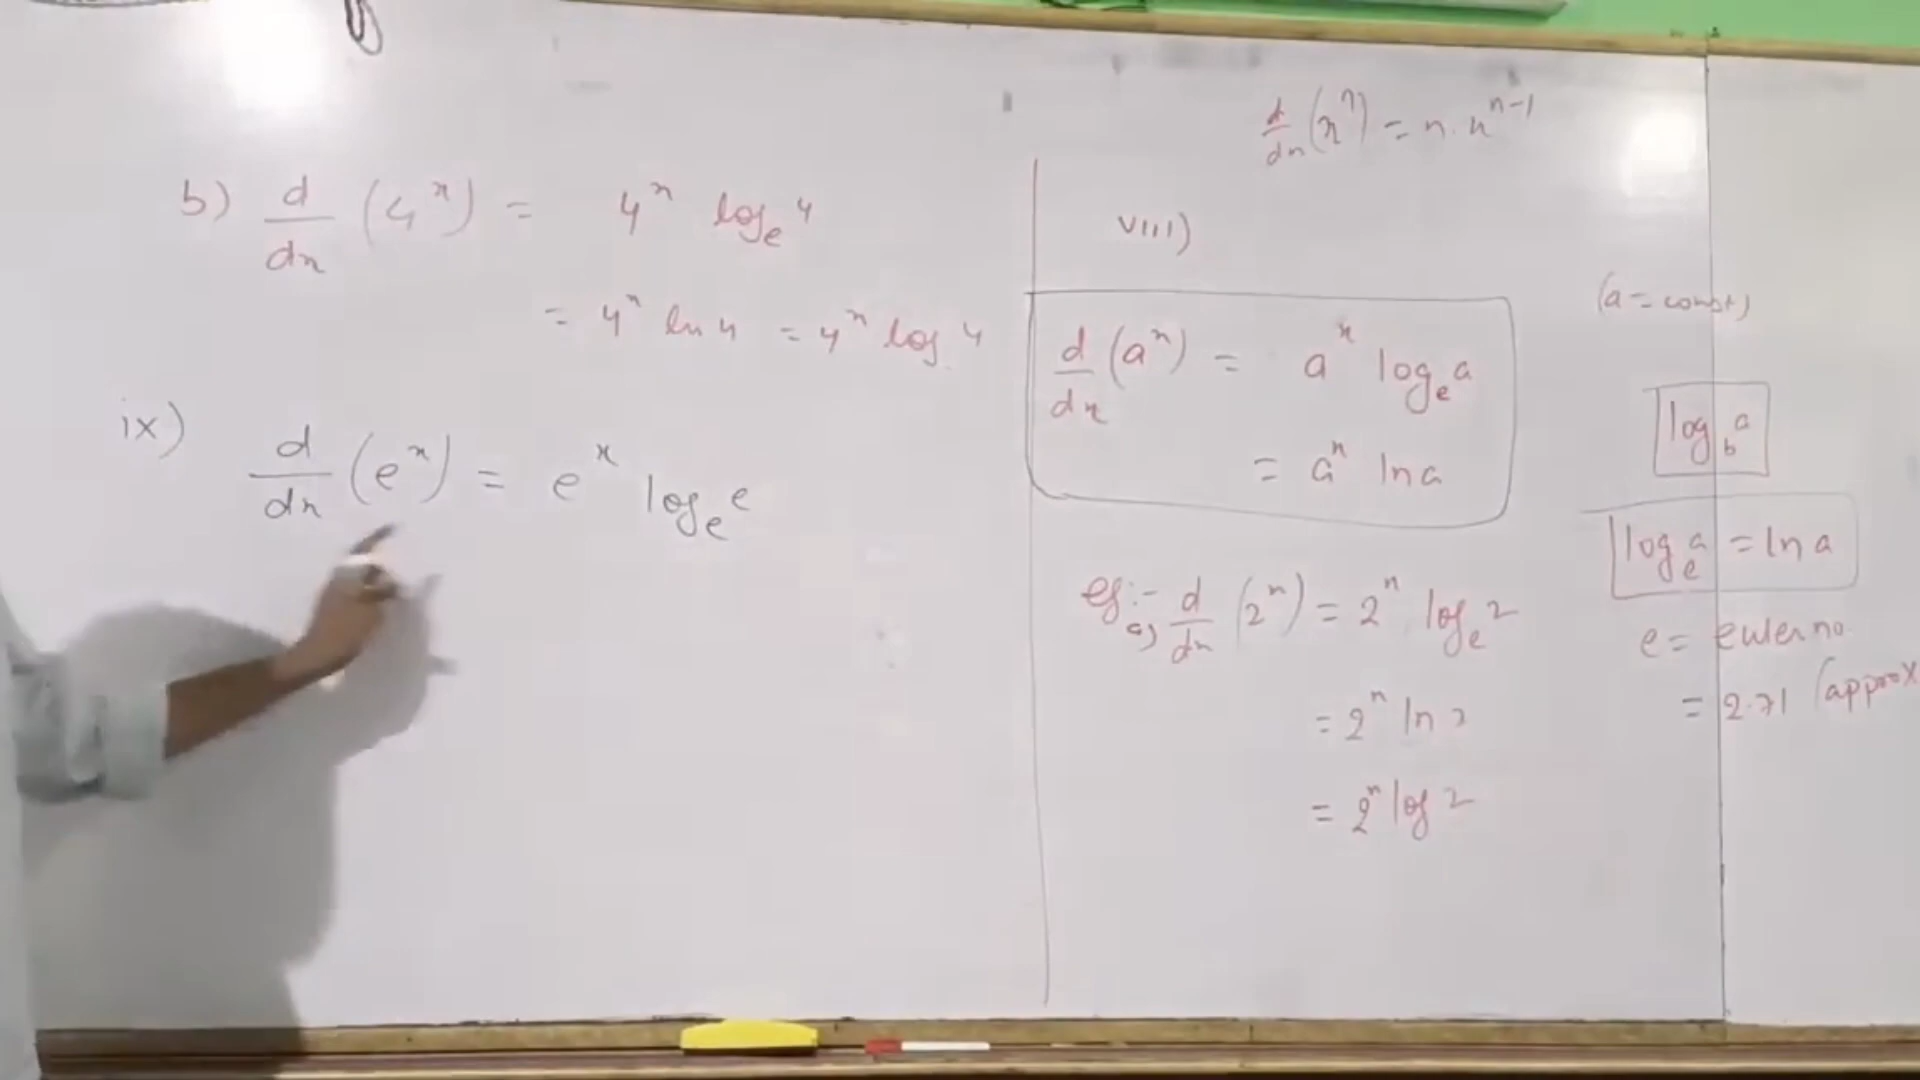 b) d/dx (4^x) = 4^x log_e 4
= 4^x ln 4 = 4^x log 4
ix) d/dx (e^x) = e^x log_e e
d/dx (x^n) = n. x^{n-1}
viii)
(a = const)
d/dx (a^x) = a^x log_e a
= a^x ln a
eg:- a) d/dx (2^x) = 2^x log_e 2
= 2^x ln 2
= 2^x log 2
log_b a
log_e a = ln a
e = euler no.
= 2.71 (approx